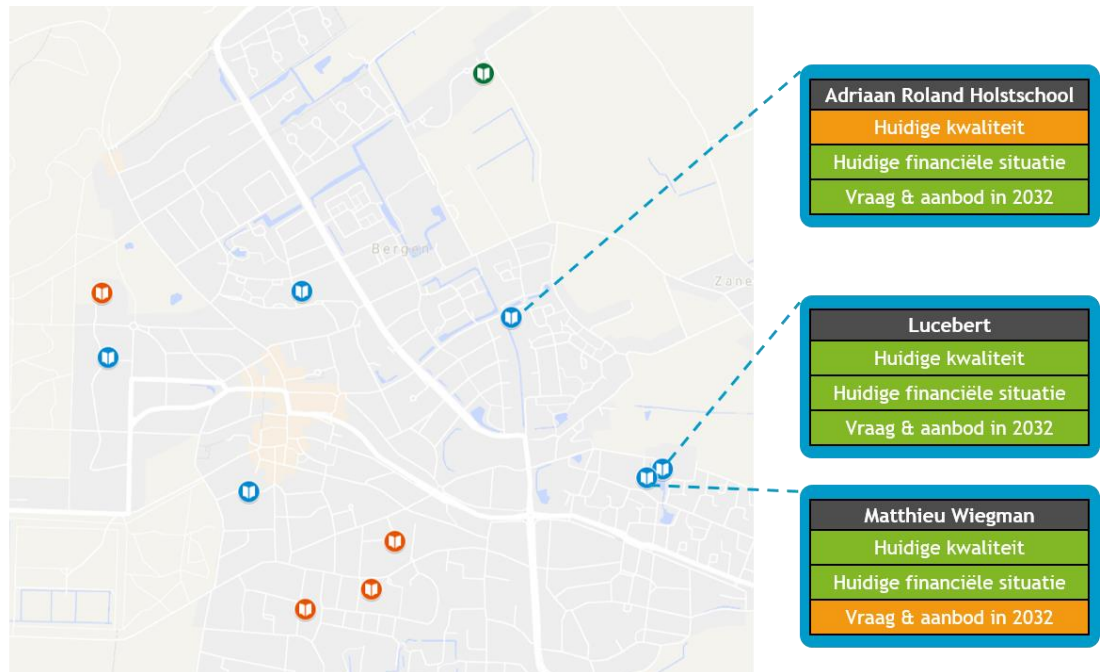 Bergen
Zane
Adriaan Roland Holstschool
Huidige kwaliteit
Huidige financiële situatie
Vraag & aanbod in 2032
Lucebert
Huidige kwaliteit
Huidige financiële situatie
Vraag & aanbod in 2032
Matthieu Wiegman
Huidige kwaliteit
Huidige financiële situatie
Vraag & aanbod in 2032